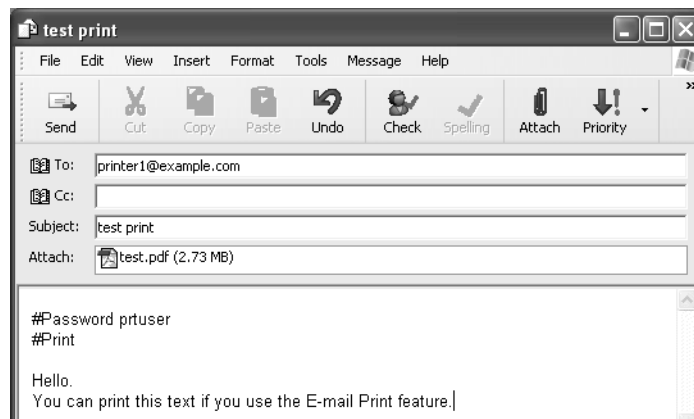 test print
File Edit View Insert Format Tools Message Help
Send Cut Copy Paste Undo Check Spelling Attach Priority
To: printer1@example.com
Cc:
Subject: test print
Attach: test.pdf (2.73 MB)
#Password prtuser
#Print
Hello.
You can print this text if you use the E-mail Print feature.